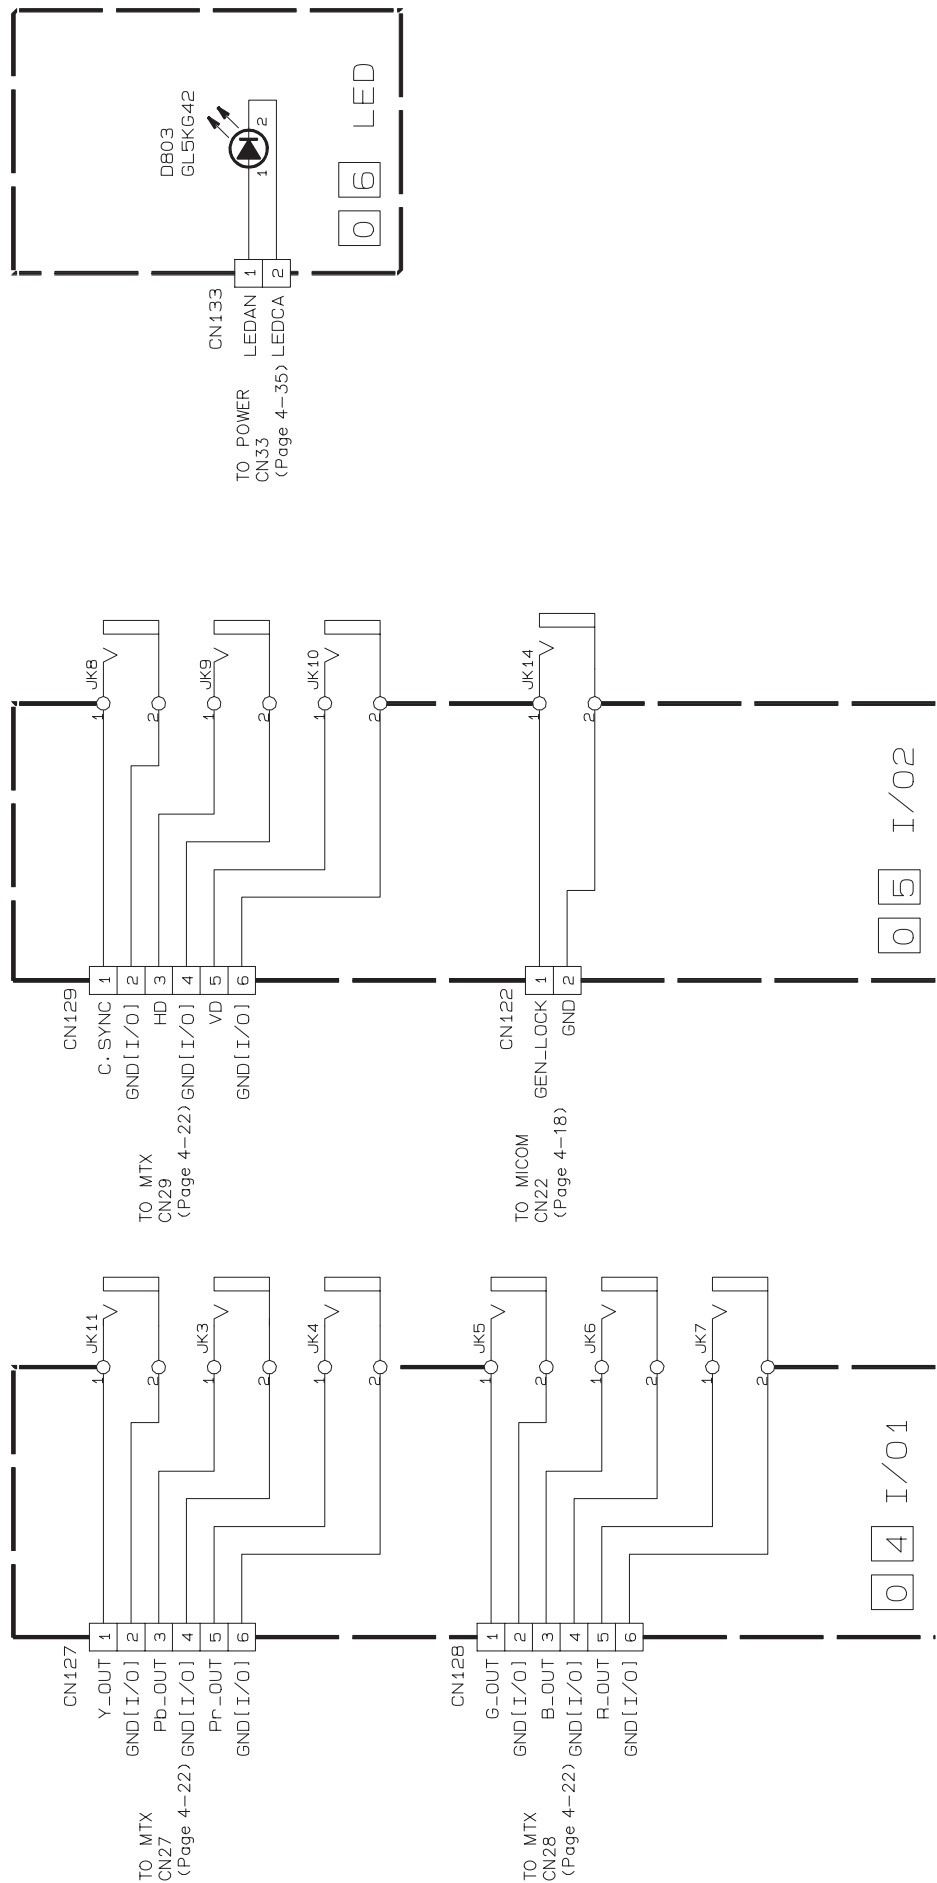 D803
GL5KG42
1
2
0 6 LED
CN133
1
2
LEDAN
LEDCA
TO POWER
CN33
(Page 4-35)
JK8
1
2
JK9
1
2
JK10
1
2
JK14
1
2
CN129
C.SYNC 1
GND[I/O] 2
HD 3
GND[I/O] 4
VD 5
GND[I/O] 6
TO MTX
CN29
(Page 4-22)
CN122
GEN_LOCK 1
GND 2
TO MICOM
CN22
(Page 4-18)
0 5 I/O2
JK11
1
2
JK3
1
2
JK4
1
2
JK5
1
2
JK6
1
2
JK7
1
2
CN127
Y_OUT 1
GND[I/O] 2
Pb_OUT 3
GND[I/O] 4
Pr_OUT 5
GND[I/O] 6
TO MTX
CN27
(Page 4-22)
CN128
G_OUT 1
GND[I/O] 2
B_OUT 3
GND[I/O] 4
R_OUT 5
GND[I/O] 6
TO MTX
CN28
(Page 4-22)
0 4 I/O1